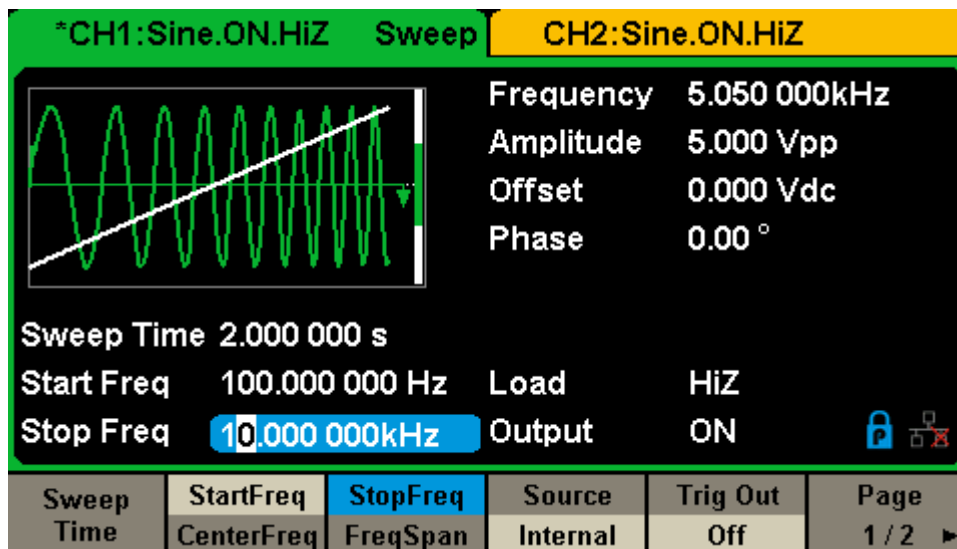 *CH1:Sine.ON.HiZ Sweep CH2:Sine.ON.HiZ
Frequency 5.050 000kHz
Amplitude 5.000 Vpp
Offset 0.000 Vdc
Phase 0.00 °
Sweep Time 2.000 000 s
Start Freq 100.000 000 Hz Load HiZ
Stop Freq 10.000 000kHz Output ON P
Sweep Time StartFreq StopFreq Source Trig Out Page
CenterFreq FreqSpan Internal Off 1/2 ►